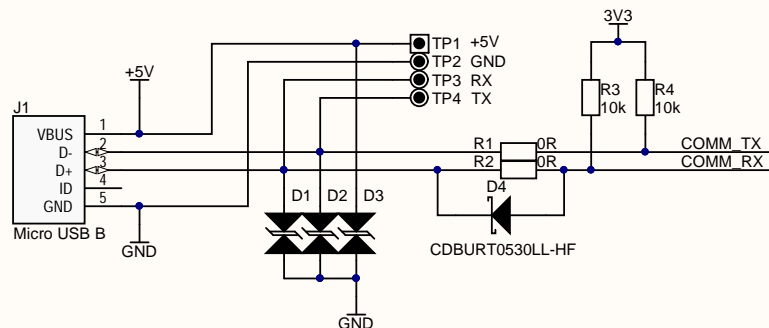 3V3
TP1 +5V
TP2 GND
+5V
TP3 RX
R3
R4
TP4 TX
10k
10k
J1
1
VBUS
R1
0R
COMM_TX
D-
2
R2
0R
COMM_RX
D+
3
ID
4
D4
GND
5
D1
D2
D3
Micro USB B
GND
CDBURT0530LL-HF
GND